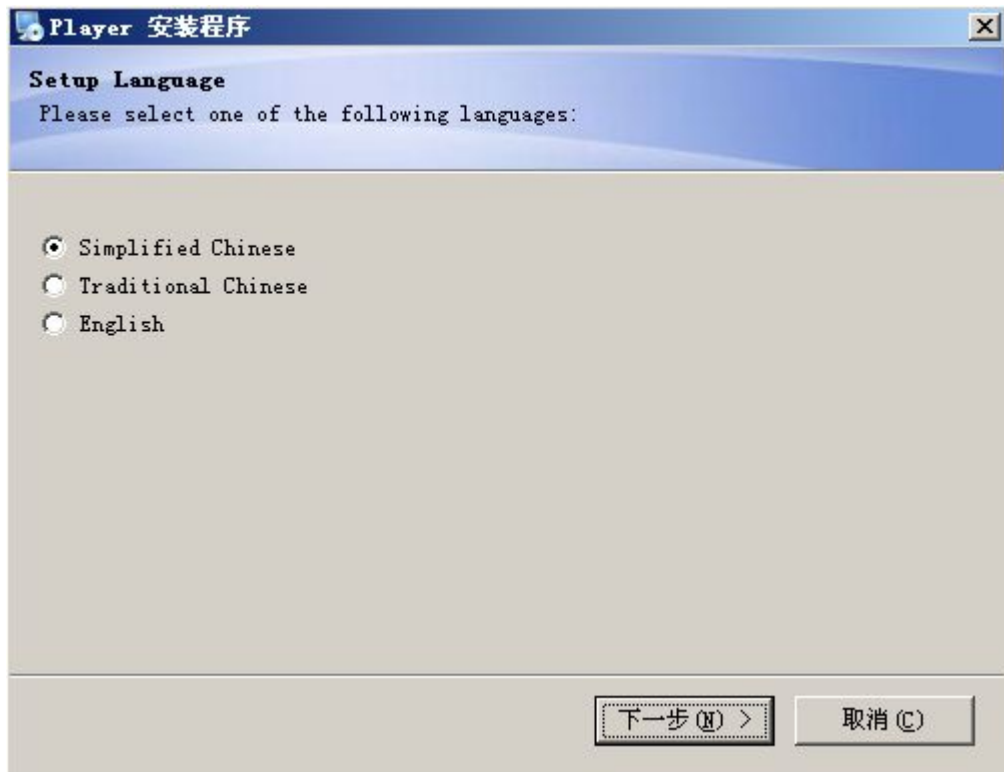 Player 安装程序
Setup Language
Please select one of the following languages:
Simplified Chinese
Traditional Chinese
English
下一步(N) >
取消(C)